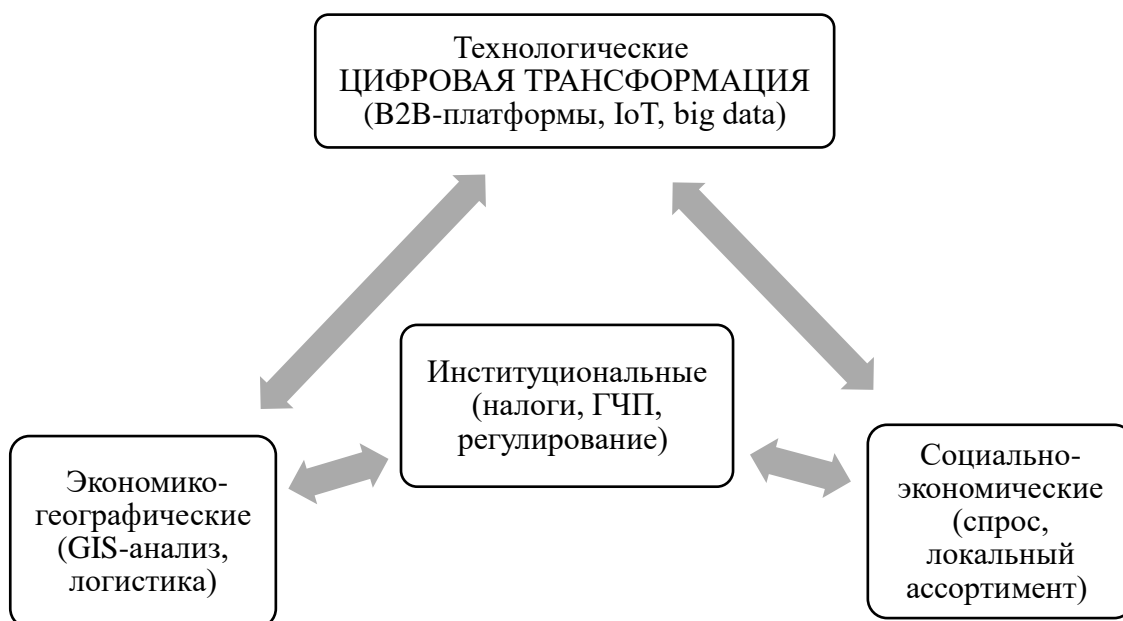 Технологические
ЦИФРОВАЯ ТРАНСФОРМАЦИЯ
(B2B-платформы, IoT, big data)
Институциональные
(налоги, ГЧП,
регулирование)
Экономико-
географические
(GIS-анализ,
логистика)
Социально-
экономические
(спрос,
локальный
ассортимент)